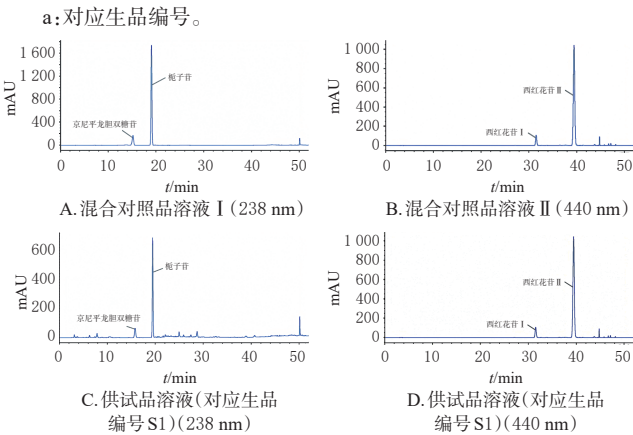 a:对应生品编号。
1 600
1 200
800
400
0
mAU
栀子苷
京尼平龙胆双糖苷
0 10 20 30 40 50
t/min
A.混合对照品溶液Ⅰ(238 nm)
1 000
800
600
400
200
0
mAU
西红花苷Ⅱ
西红花苷Ⅰ
0 10 20 30 40 50
t/min
B.混合对照品溶液Ⅱ(440 nm)
600
400
200
0
mAU
栀子苷
京尼平龙胆双糖苷
0 10 20 30 40 50
t/min
C.供试品溶液(对应生品
编号S1)(238 nm)
1 000
800
600
400
200
0
mAU
西红花苷Ⅱ
西红花苷Ⅰ
0 10 20 30 40 50
t/min
D.供试品溶液(对应生品
编号S1)(440 nm)